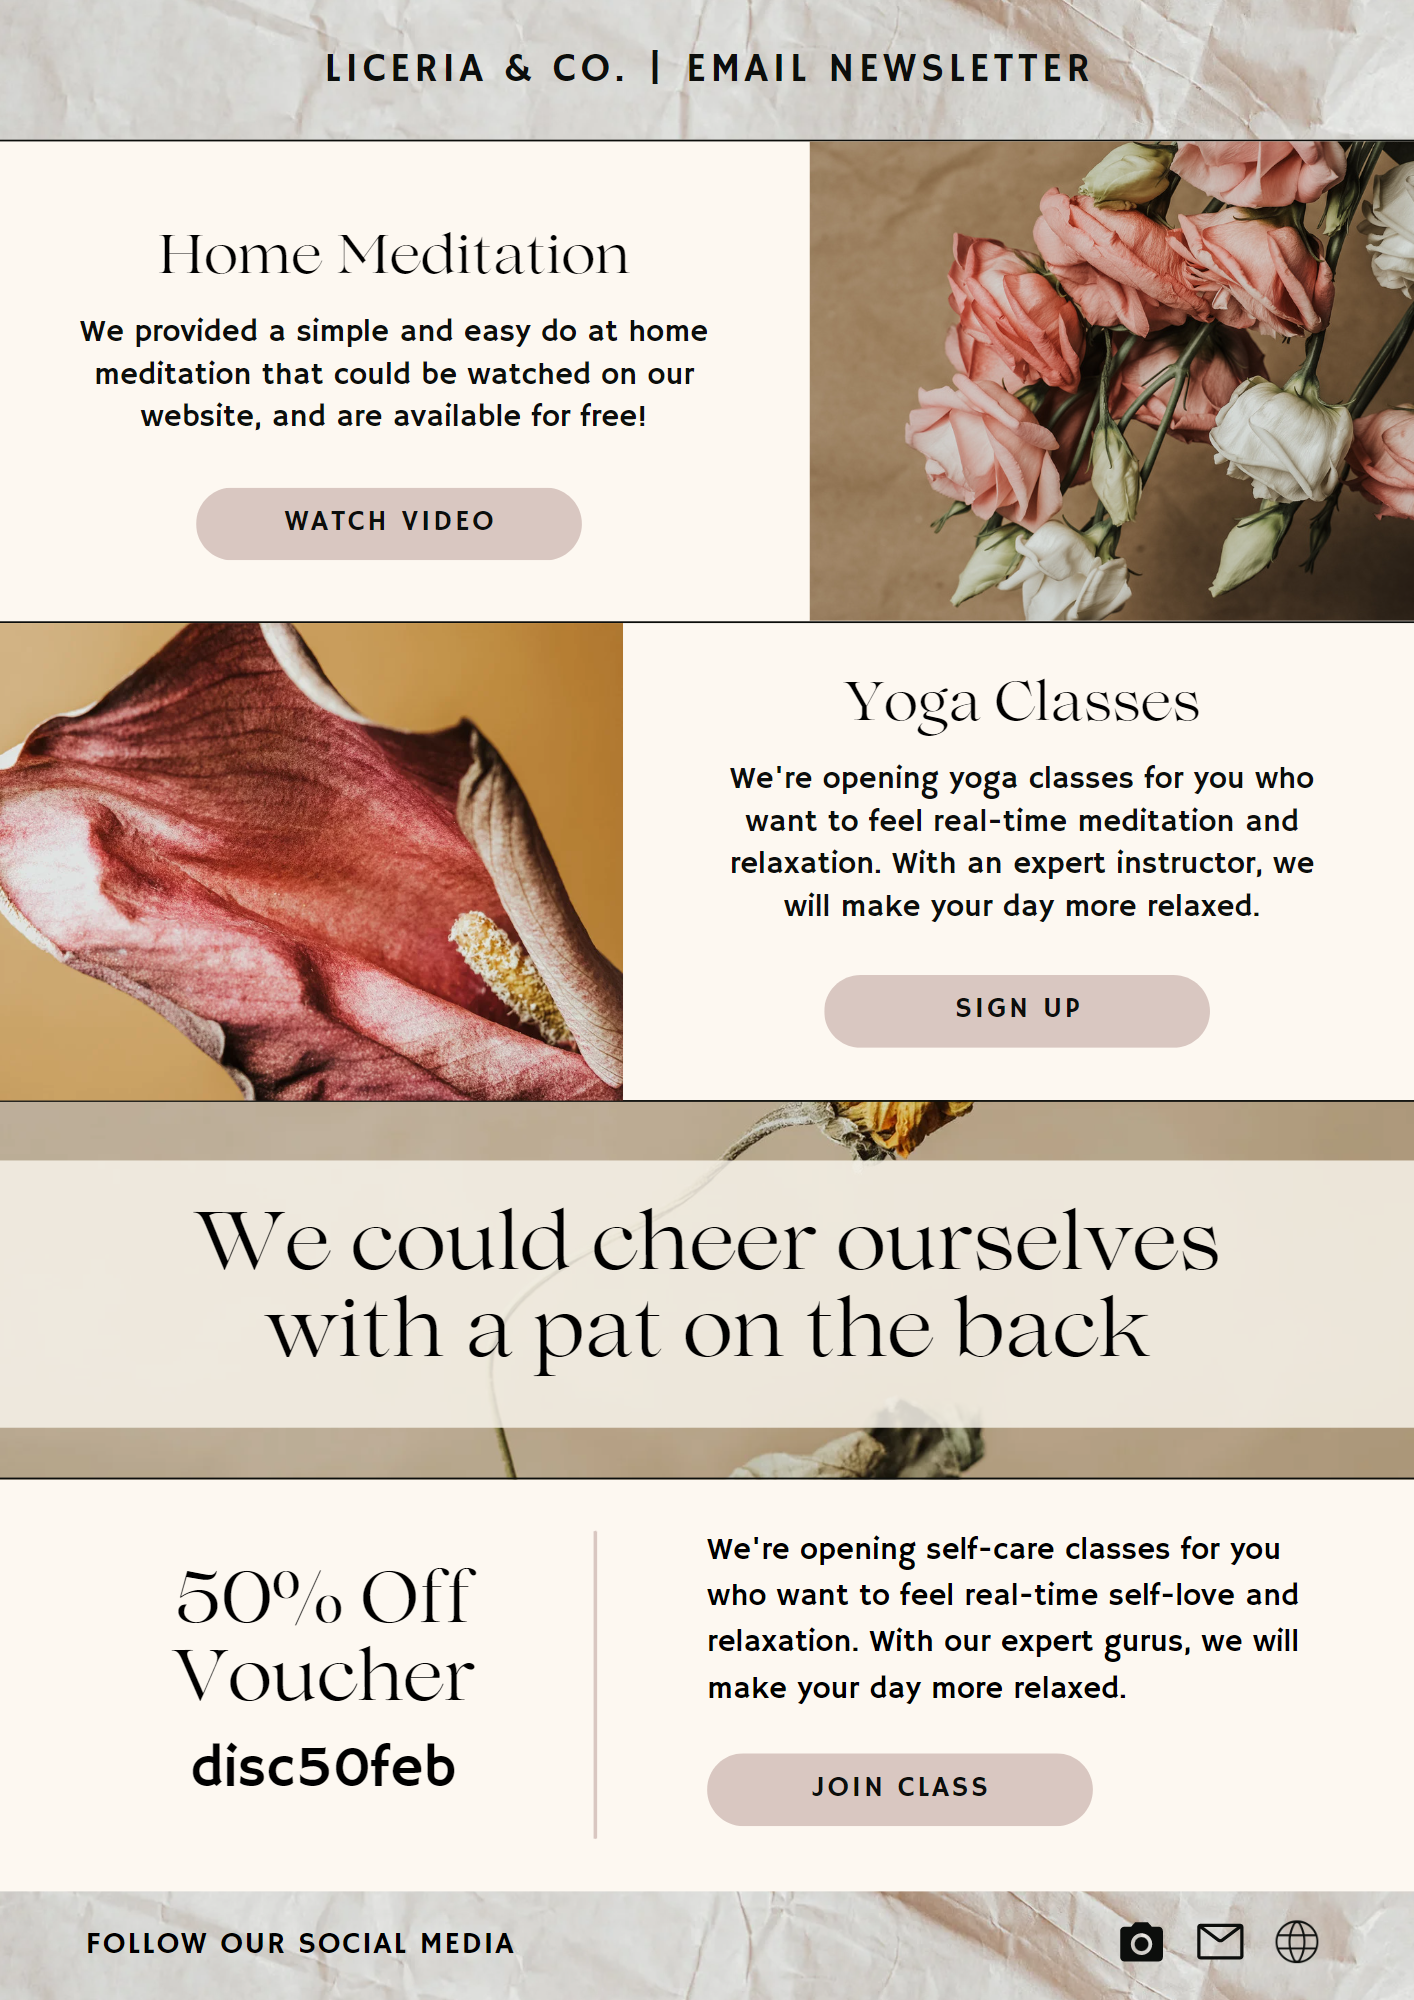 LICERIA & CO. | EMAIL NEWSLETTER
Home Meditation
We provided a simple and easy do at home
meditation that could be watched on our
website, and are available for free!
WATCH VIDEO
Yoga Classes
We're opening yoga classes for you who
want to feel real-time meditation and
relaxation. With an expert instructor, we
will make your day more relaxed.
SIGN UP
We could cheer ourselves
with a pat on the back
50% Off
Voucher
disc50feb
We're opening self-care classes for you
who want to feel real-time self-love and
relaxation. With our expert gurus, we will
make your day more relaxed.
JOIN CLASS
FOLLOW OUR SOCIAL MEDIA